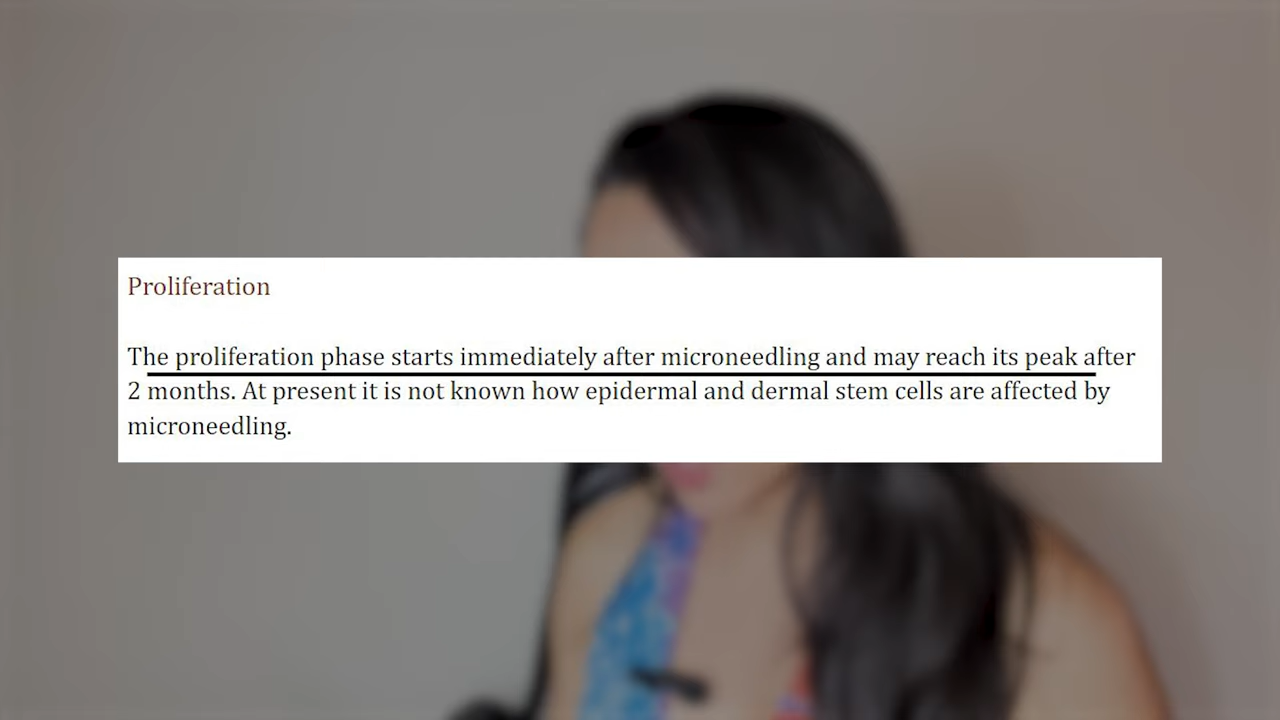 Proliferation
The proliferation phase starts immediately after microneedling and may reach its peak after
2 months. At present it is not known how epidermal and dermal stem cells are affected by
microneedling.